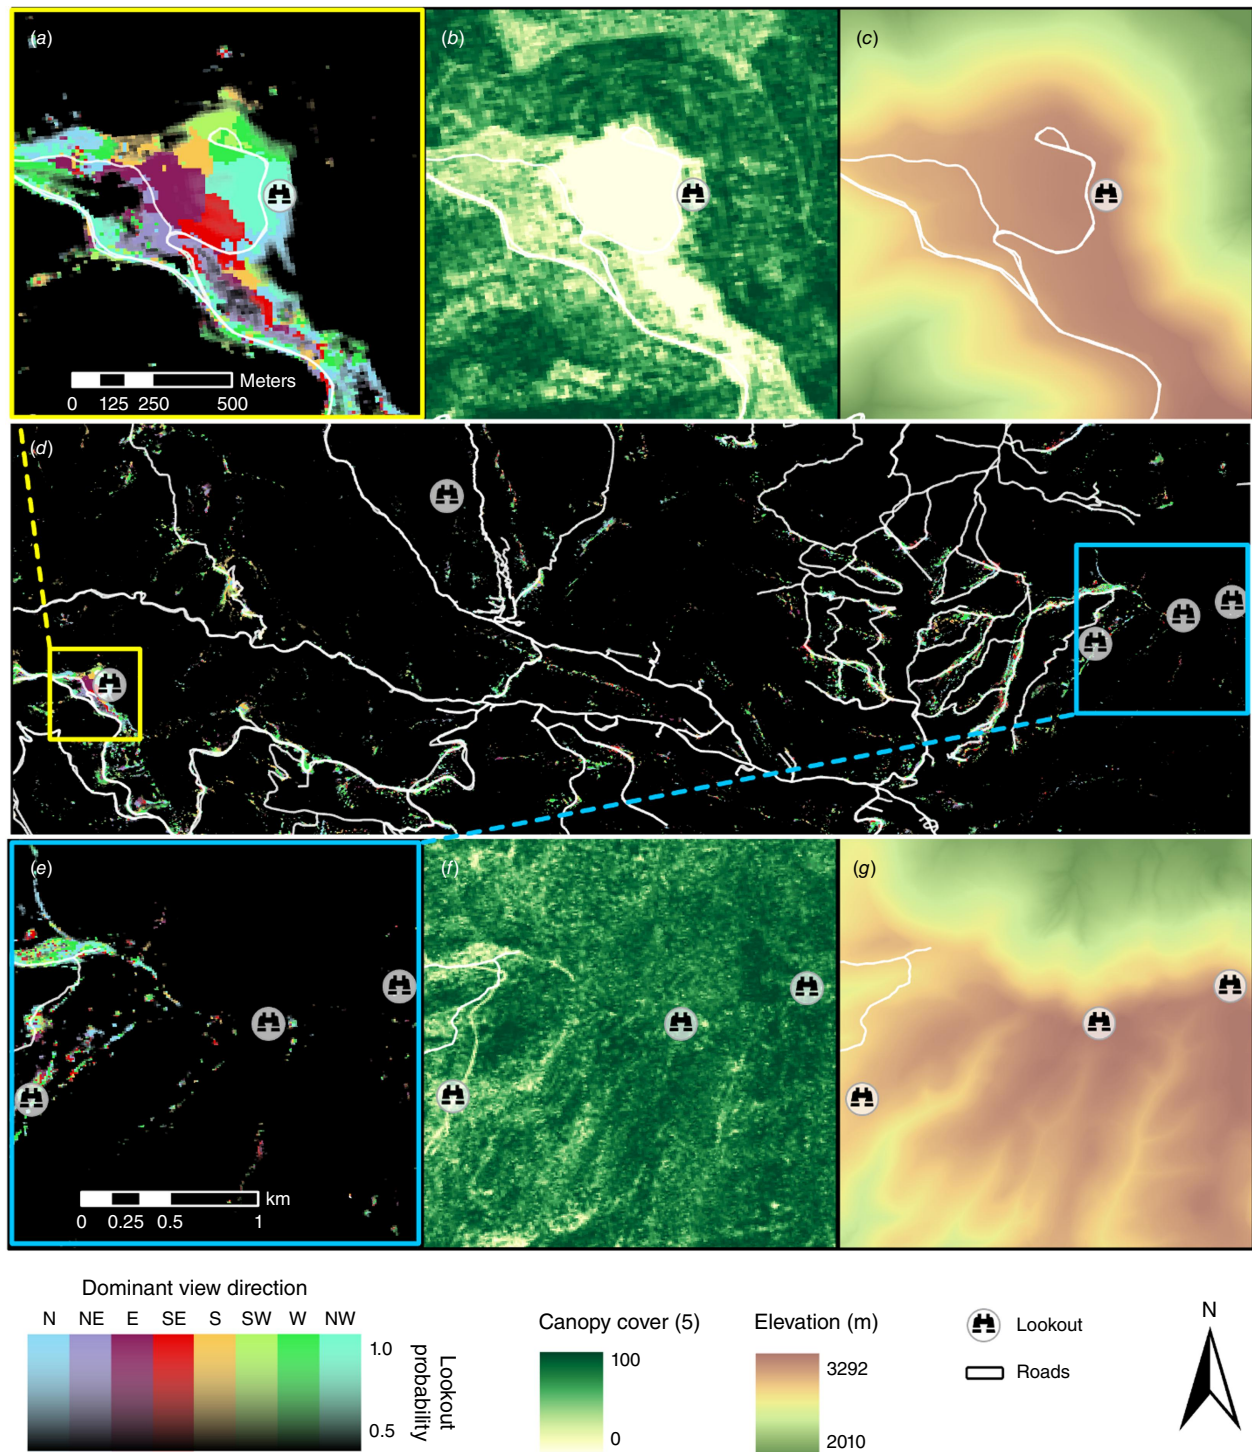 (a)
(b)
(c)
Meters
0 125 250 500
(d)
(e)
(f)
(g)
km
0 0.25 0.5 1
Dominant view direction
N NE E SE S SW W NW
1.0
0.5
Lookout
probability
Canopy cover (5)
100
0
Elevation (m)
3292
2010
Lookout
Roads
N